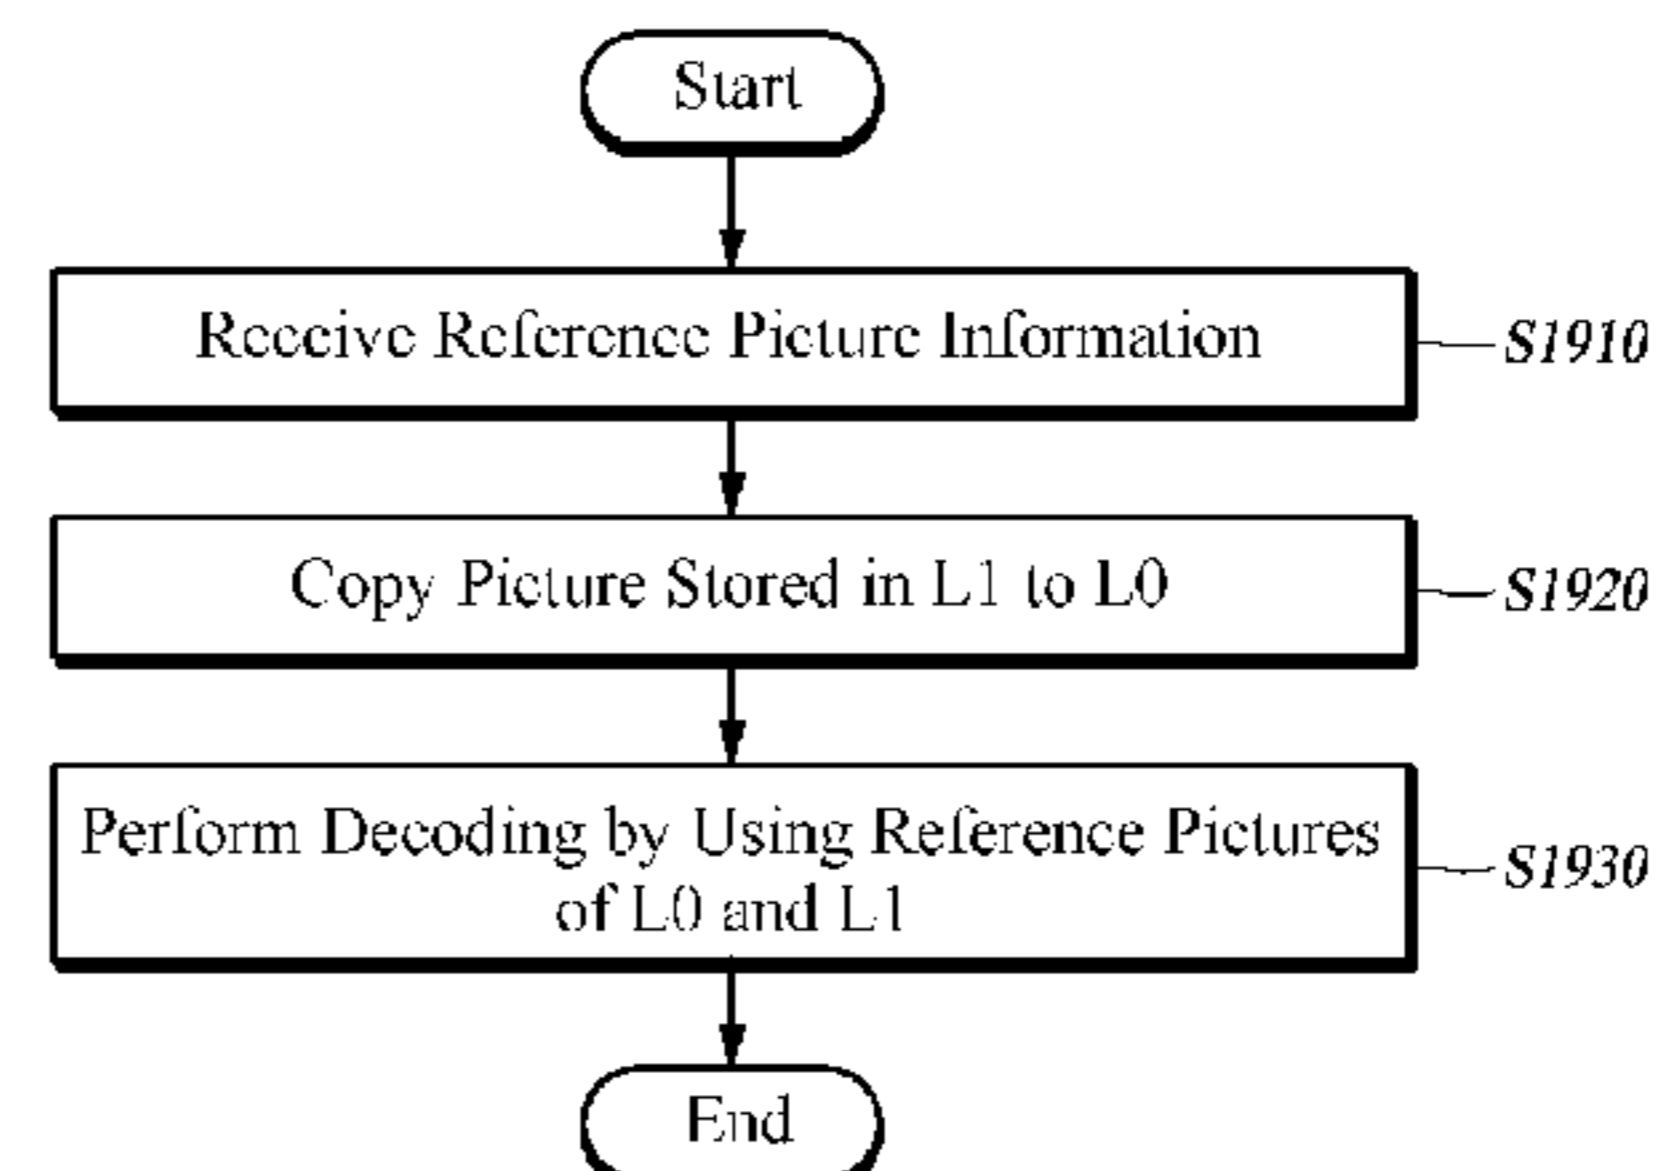 Start
Receive Reference Picture Information
S1910
Copy Picture Stored in L1 to L0
S1920
Perform Decoding by Using Reference Pictures
of L0 and L1
S1930
End